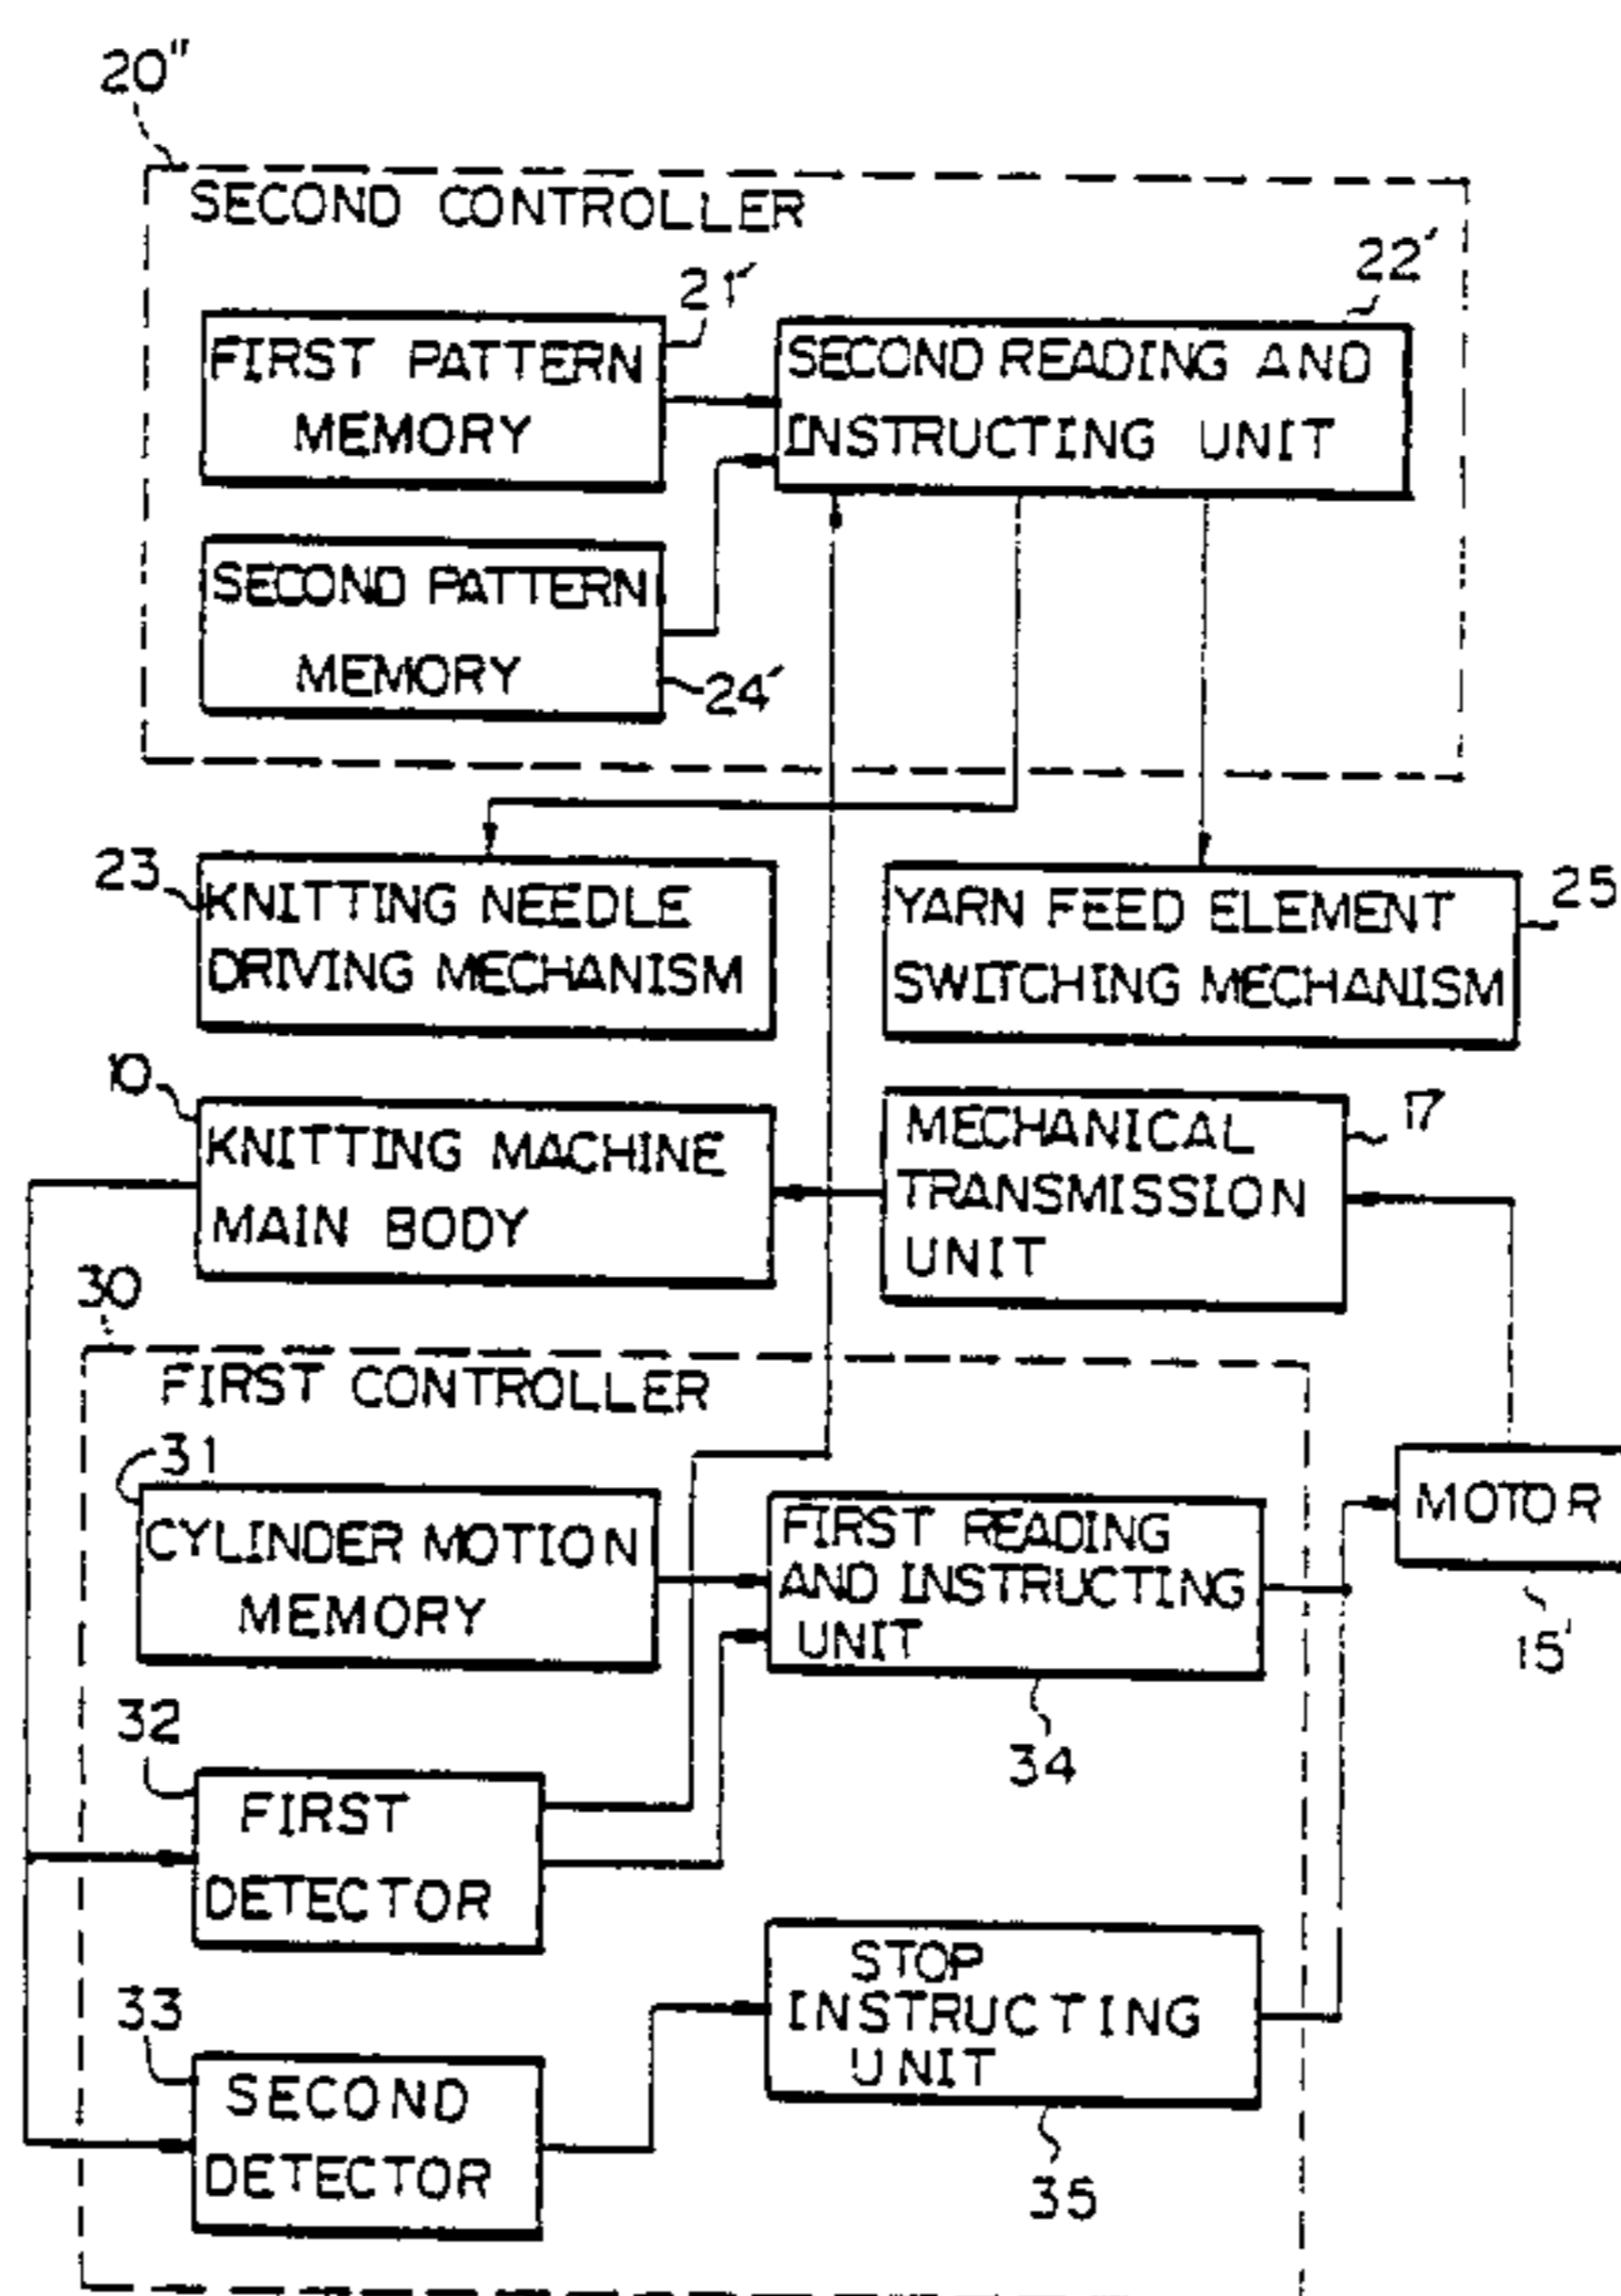 20"
SECOND CONTROLLER
21'
22'
FIRST PATTERN
MEMORY
SECOND READING AND
INSTRUCTING UNIT
SECOND PATTERN
MEMORY
24'
23
KNITTING NEEDLE
DRIVING MECHANISM
YARN FEED ELEMENT
SWITCHING MECHANISM
25
10
KNITTING MACHINE
MAIN BODY
MECHANICAL
TRANSMISSION
UNIT
17
30
FIRST CONTROLLER
31
CYLINDER MOTION
MEMORY
FIRST READING
AND INSTRUCTING
UNIT
34
MOTOR
15'
32
FIRST
DETECTOR
33
SECOND
DETECTOR
STOP
INSTRUCTING
UNIT
35